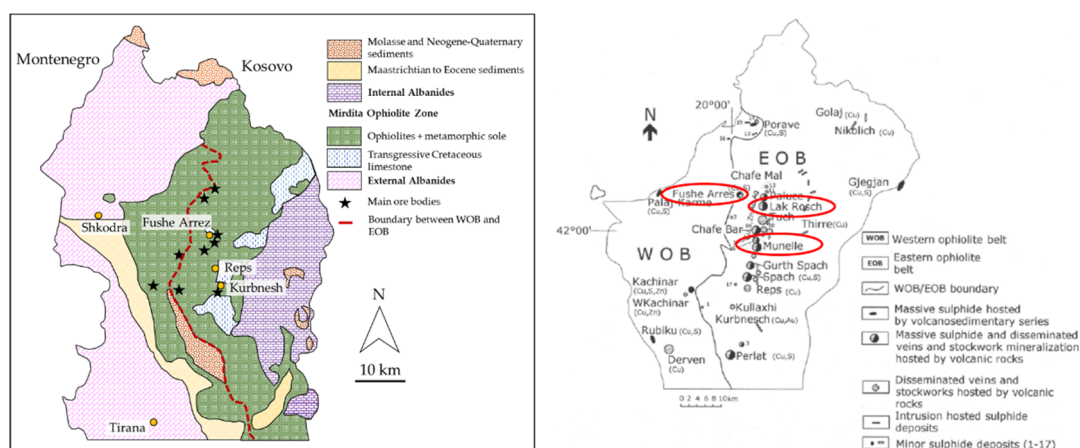 Montenegro
Kosovo
Shkodra
Fushe Arrez
Reps
Kurbnesh
Tirana
N
10 km
Molasse and Neogene-Quaternary
sediments
Maastrichtian to Eocene sediments
Internal Albanides
Mirdita Ophiolite Zone
Ophiolites + metamorphic sole
Transgressive Cretaceous
limestone
External Albanides
Main ore bodies
Boundary between WOB and
EOB
N
20°00'
42°00'
Porave
(Cu,S)
Golaj (Cu)
Nikolich (Cu)
EOB
Chafe Mal
Gjegjan
(Cu,S)
Fushe Arres
Palaj-Karme
(Cu,S)
Paluce
Lak Rosch
Tuch
Thirre(Cu)
Chafe Bar
Munelle
WOB
Gurth Spach
Spach (Cu,S)
Reps (Cu)
Kachinar
(Cu,S,Zn)
WKachinar
(Cu,Zn)
Kullaxhi
Kurbnesch (Cu,Au)
Rubiku (Cu,S)
Derven
(Cu)
Perlat (Cu,S)
0 2 4 6 8 10km
WOB Western ophiolite belt
EOB Eastern ophiolite
belt
WOB/EOB boundary
Massive sulphide hosted
by volcanosedimentary series
Massive sulphide and disseminated
veins and stockwork mineralization
hosted by volcanic rocks
Disseminated veins and
stockworks hosted by volcanic
rocks
Intrusion hosted sulphide
deposits
Minor sulphide deposits (1-17)